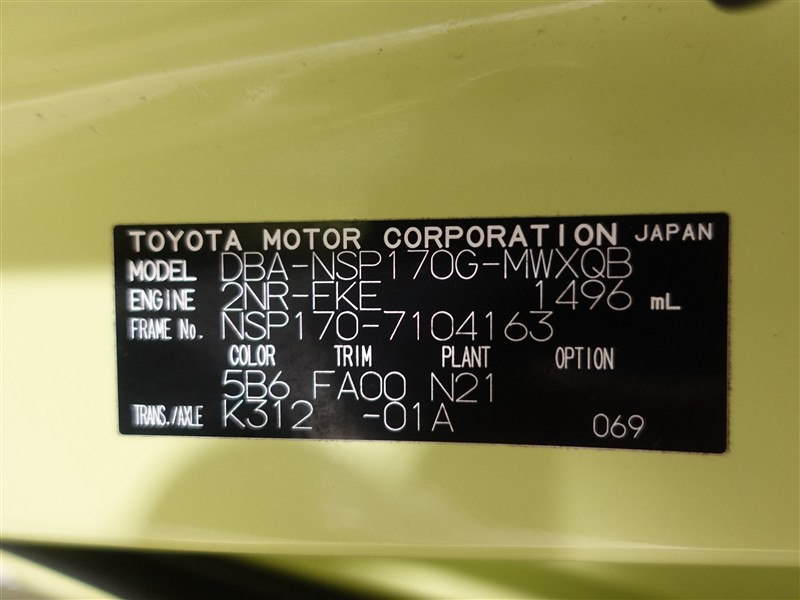 TOYOTA MOTOR CORPORATION JAPAN
MODEL DBA-NSP170G-MWXQB
ENGINE 2NR-FKE 1496 mL
FRAME No. NSP170-7104163
COLOR TRIM PLANT OPTION
5B6 FA00 N21
TRANS./AXLE K312 -01A 069